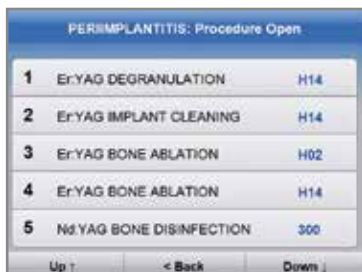 PERIIMPLANTITIS: Procedure Open
1 Er:YAG DEGRANULATION H14
2 Er:YAG IMPLANT CLEANING H14
3 Er:YAG BONE ABLATION H02
4 Er:YAG BONE ABLATION H14
5 Nd:YAG BONE DISINFECTION 300
Up ↑ < Back Down ↓